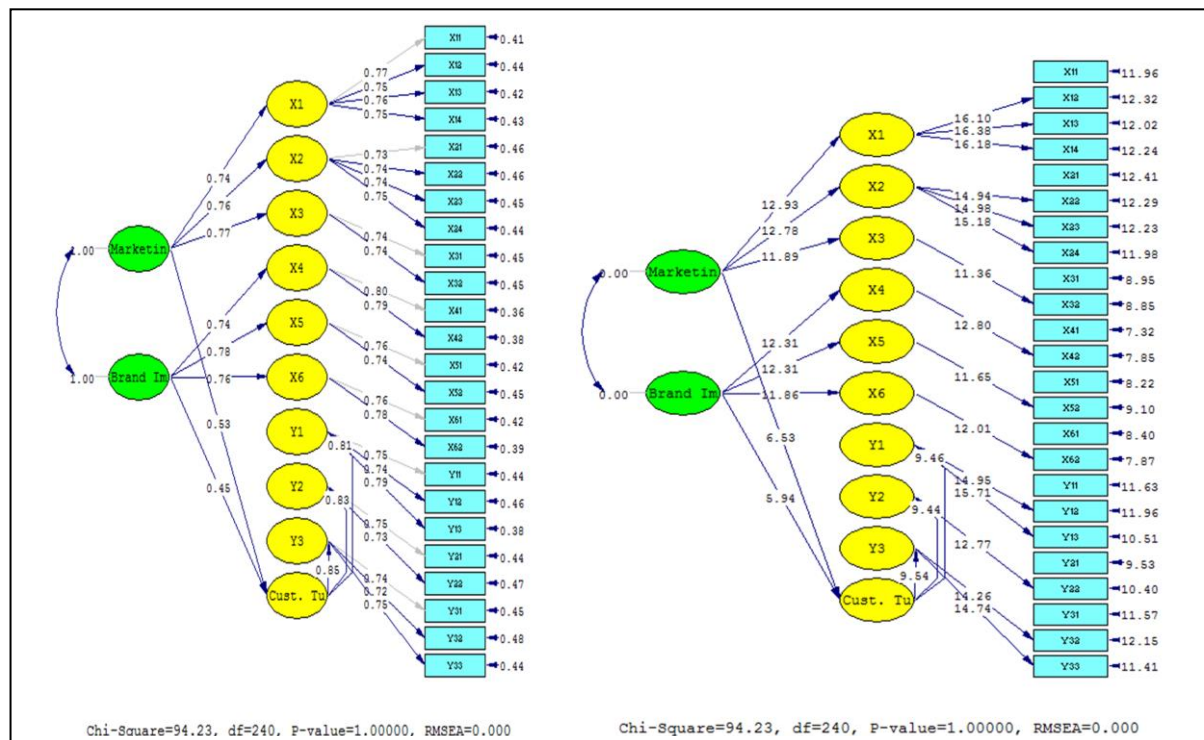 X11
0.41
0.77
X12
0.44
0.75
X13
0.42
0.76
X14
0.43
0.75
X1
X21
0.46
0.73
X22
0.46
0.74
X23
0.45
0.74
X24
0.44
0.75
X2
X31
0.45
0.74
X32
0.45
0.74
X3
X41
0.36
0.80
X42
0.38
0.79
X4
X51
0.42
0.76
X52
0.45
0.74
X5
X61
0.42
0.76
X62
0.39
0.78
X6
Y11
0.44
0.75
Y12
0.46
0.74
Y13
0.38
0.79
Y1
0.81
Y21
0.44
0.75
Y22
0.47
0.73
Y2
0.83
Y31
0.45
0.74
Y32
0.48
0.72
Y33
0.44
0.75
Y3
0.85
Cust. Tu
0.74
0.76
0.77
1.00
Marketin
0.74
0.78
0.76
1.00
Brand Im
0.53
0.45
Chi-Square=94.23, df=240, P-value=1.00000, RMSEA=0.000
X11
11.96
X12
12.32
16.10
X13
12.02
16.38
X14
12.24
16.18
X1
X21
12.41
X22
12.29
14.94
X23
12.23
14.98
X24
11.98
15.18
X2
X31
8.95
X32
8.85
11.36
X3
X41
7.32
X42
7.85
12.80
X4
X51
8.22
X52
9.10
11.65
X5
X61
8.40
X62
7.87
12.01
X6
Y11
11.63
Y12
11.96
14.95
Y13
10.51
15.71
Y1
9.46
Y21
9.53
Y22
10.40
12.77
Y2
9.44
Y31
11.57
Y32
12.15
14.26
Y33
11.41
14.74
Y3
9.54
Cust. Tu
12.93
12.78
11.89
0.00
Marketin
12.31
12.31
11.86
0.00
Brand Im
6.53
5.94
Chi-Square=94.23, df=240, P-value=1.00000, RMSEA=0.000